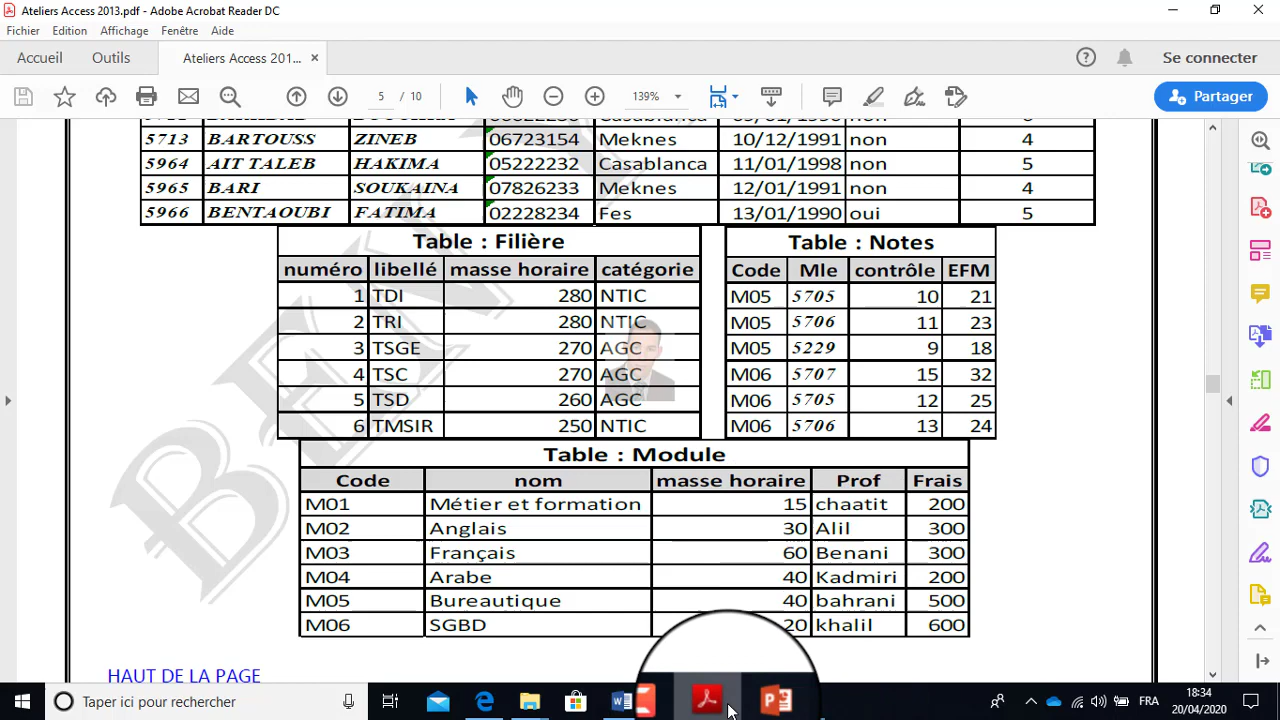 Ateliers Access 2013.pdf - Adobe Acrobat Reader DC
Fichier Edition Affichage Fenêtre Aide
Accueil Outils Ateliers Access 201... × Se connecter
5 / 10 139% Partager
5713 BARTOUSS ZINEB 06723154 Meknes 10/12/1991 non 4
5964 AIT TALEB HAKIMA 05222232 Casablanca 11/01/1998 non 5
5965 BARI SOUKAINA 07826233 Meknes 12/01/1991 non 4
5966 BENTAOUBI FATIMA 02228234 Fes 13/01/1990 oui 5
Table : Filière
numéro libellé masse horaire catégorie
1 TDI 280 NTIC
2 TRI 280 NTIC
3 TSGE 270 AGC
4 TSC 270 AGC
5 TSD 260 AGC
6 TMSIR 250 NTIC
Table : Notes
Code Mle contrôle EFM
M05 5705 10 21
M05 5706 11 23
M05 5229 9 18
M06 5707 15 32
M06 5705 12 25
M06 5706 13 24
Table : Module
Code nom masse horaire Prof Frais
M01 Métier et formation 15 chaatit 200
M02 Anglais 30 Alil 300
M03 Français 60 Benani 300
M04 Arabe 40 Kadmiri 200
M05 Bureautique 40 bahrani 500
M06 SGBD 20 khalil 600
HAUT DE LA PAGE
Taper ici pour rechercher
FRA
18:34
20/04/2020